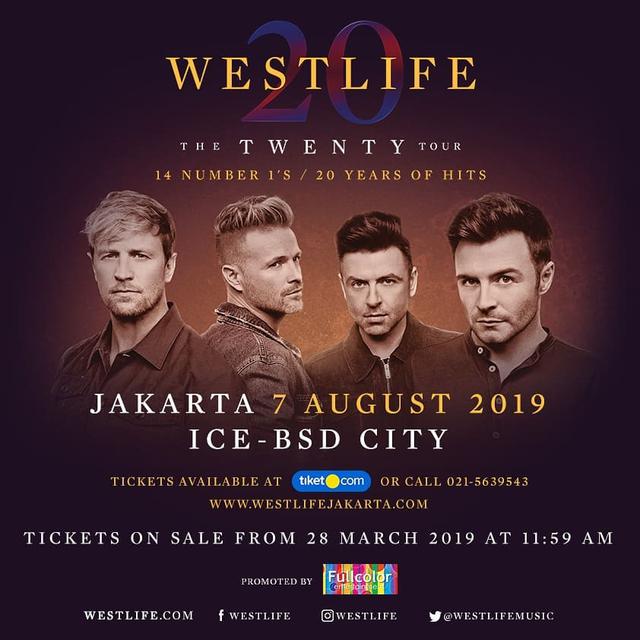 20
WESTLIFE
THE TWENTY TOUR
14 NUMBER 1'S / 20 YEARS OF HITS
JAKARTA 7 AUGUST 2019
ICE-BSD CITY
TICKETS AVAILABLE AT tiket.com OR CALL 021-5639543
WWW.WESTLIFEJAKARTA.COM
TICKETS ON SALE FROM 28 MARCH 2019 AT 11:59 AM
PROMOTED BY Fullcolor
entertainment
WESTLIFE.COM f WESTLIFE WESTLIFE @WESTLIFEMUSIC